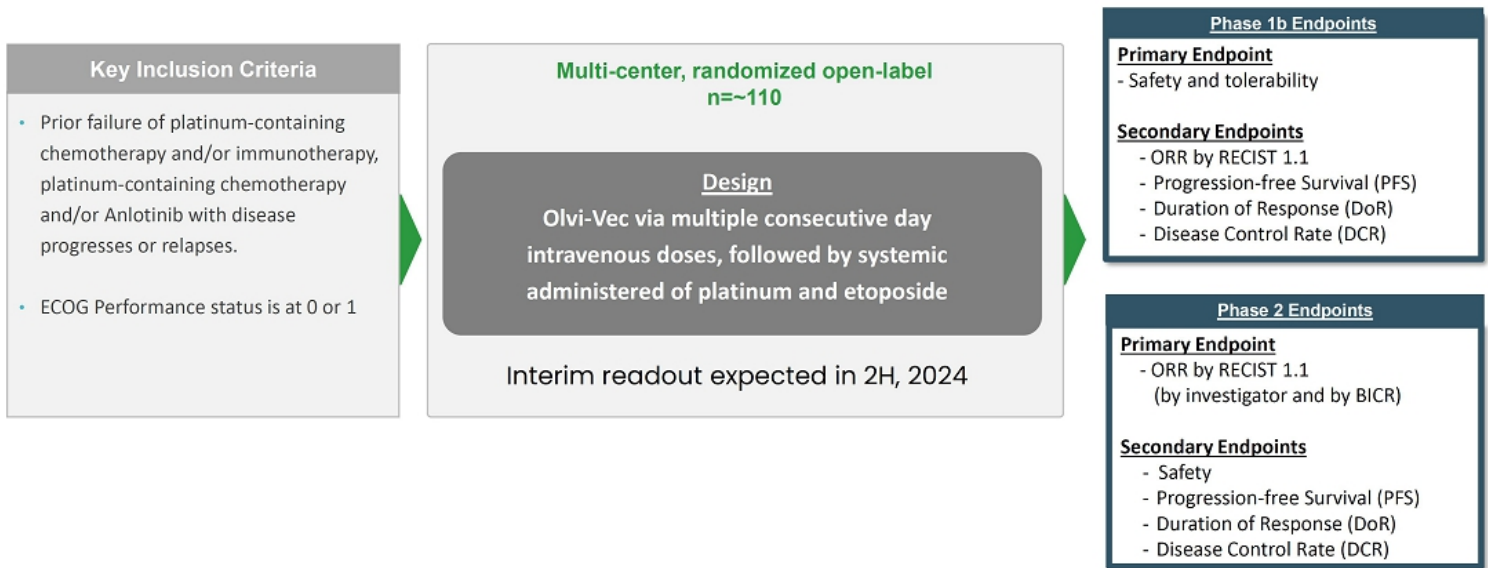 Key Inclusion Criteria
• Prior failure of platinum-containing
chemotherapy and/or immunotherapy,
platinum-containing chemotherapy
and/or Anlotinib with disease
progresses or relapses.
• ECOG Performance status is at 0 or 1
Multi-center, randomized open-label
n=~110
Design
Olvi-Vec via multiple consecutive day
intravenous doses, followed by systemic
administered of platinum and etoposide
Interim readout expected in 2H, 2024
Phase 1b Endpoints
Primary Endpoint
- Safety and tolerability
Secondary Endpoints
- ORR by RECIST 1.1
- Progression-free Survival (PFS)
- Duration of Response (DoR)
- Disease Control Rate (DCR)
Phase 2 Endpoints
Primary Endpoint
- ORR by RECIST 1.1
(by investigator and by BICR)
Secondary Endpoints
- Safety
- Progression-free Survival (PFS)
- Duration of Response (DoR)
- Disease Control Rate (DCR)